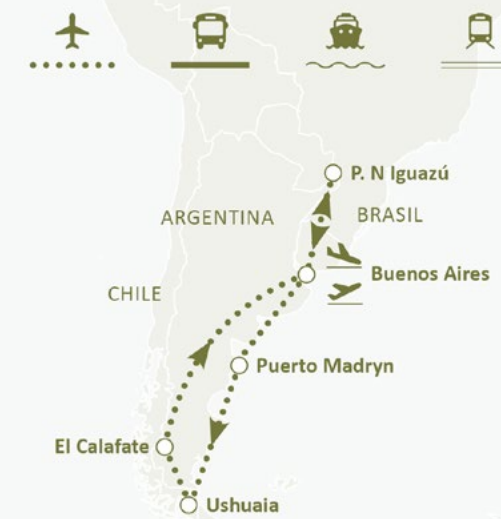 P. N Iguazú
ARGENTINA
BRASIL
Buenos Aires
CHILE
Puerto Madryn
El Calafate
Ushuaia